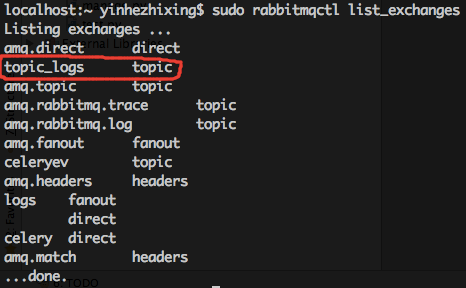 localhost:~ yinhezhixing$ sudo rabbitmqctl list_exchanges
Listing exchanges ...
amq.direct direct
topic_logs topic
amq.topic topic
amq.rabbitmq.trace topic
amq.rabbitmq.log topic
amq.fanout fanout
celeryev topic
amq.headers headers
logs fanout
direct
celery direct
amq.match headers
...done.
TODO